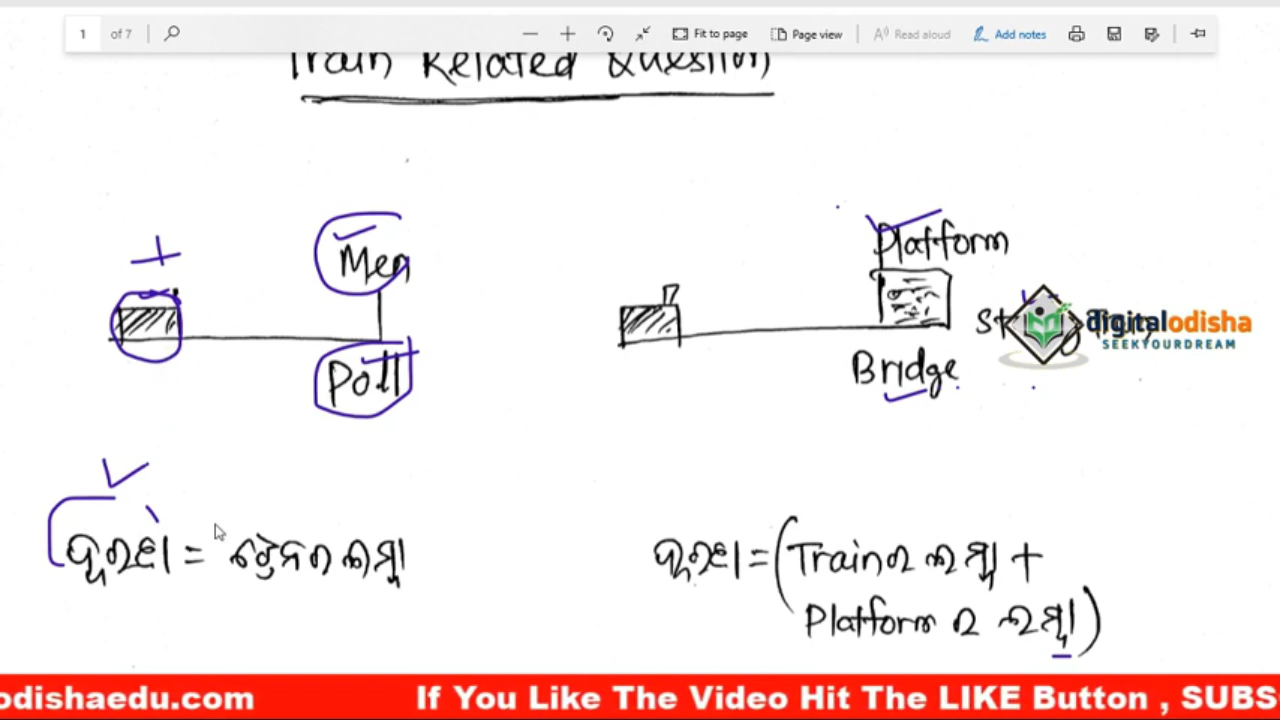 1 of 7 Fit to page Page view Read aloud Add notes
Train Related Question
Men
Platform
digitalodisha
SEEKYOURDREAM
Poll
Bridge
ଦୂରତା = ଟ୍ରେନର ଲମ୍ବା
ଦୂରତା = (Trainର ଲମ୍ବା +
Platform ର ଲମ୍ବା)
odishaedu.com If You Like The Video Hit The LIKE Button , SUBS